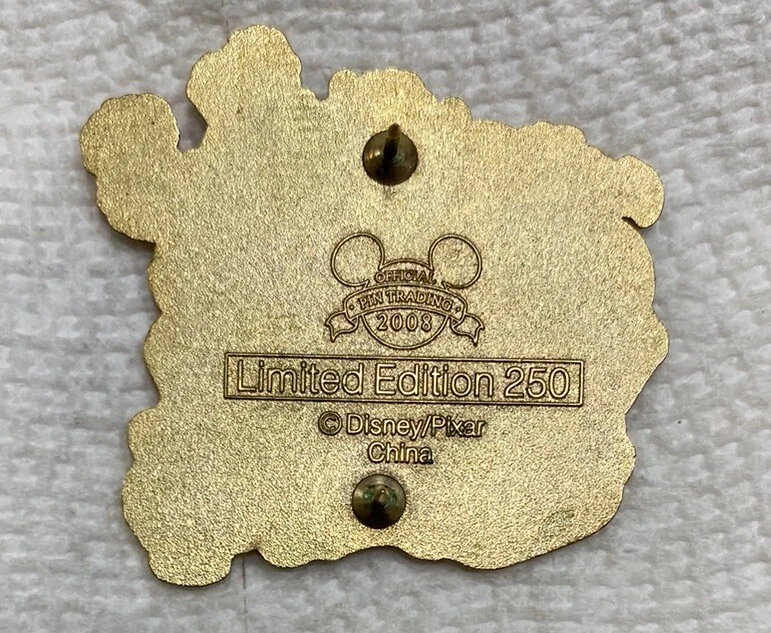 OFFICIAL
PIN TRADING
2008
Limited Edition 250
© Disney/Pixar
China